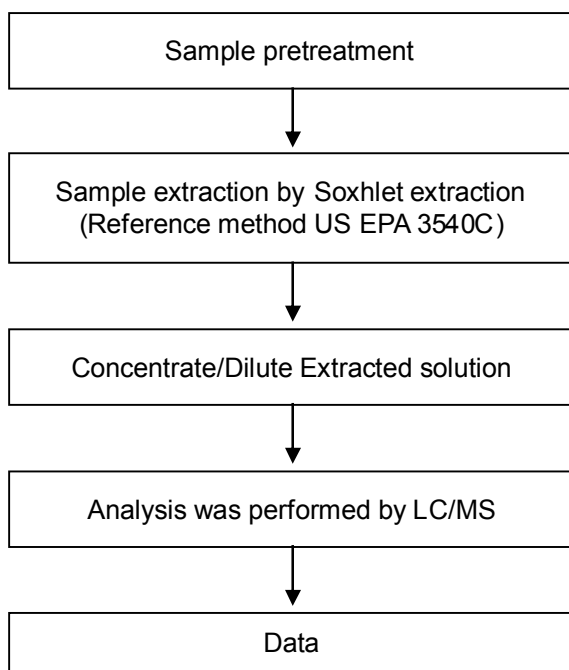 Sample pretreatment
Sample extraction by Soxhlet extraction
(Reference method US EPA 3540C)
Concentrate/Dilute Extracted solution
Analysis was performed by LC/MS
Data